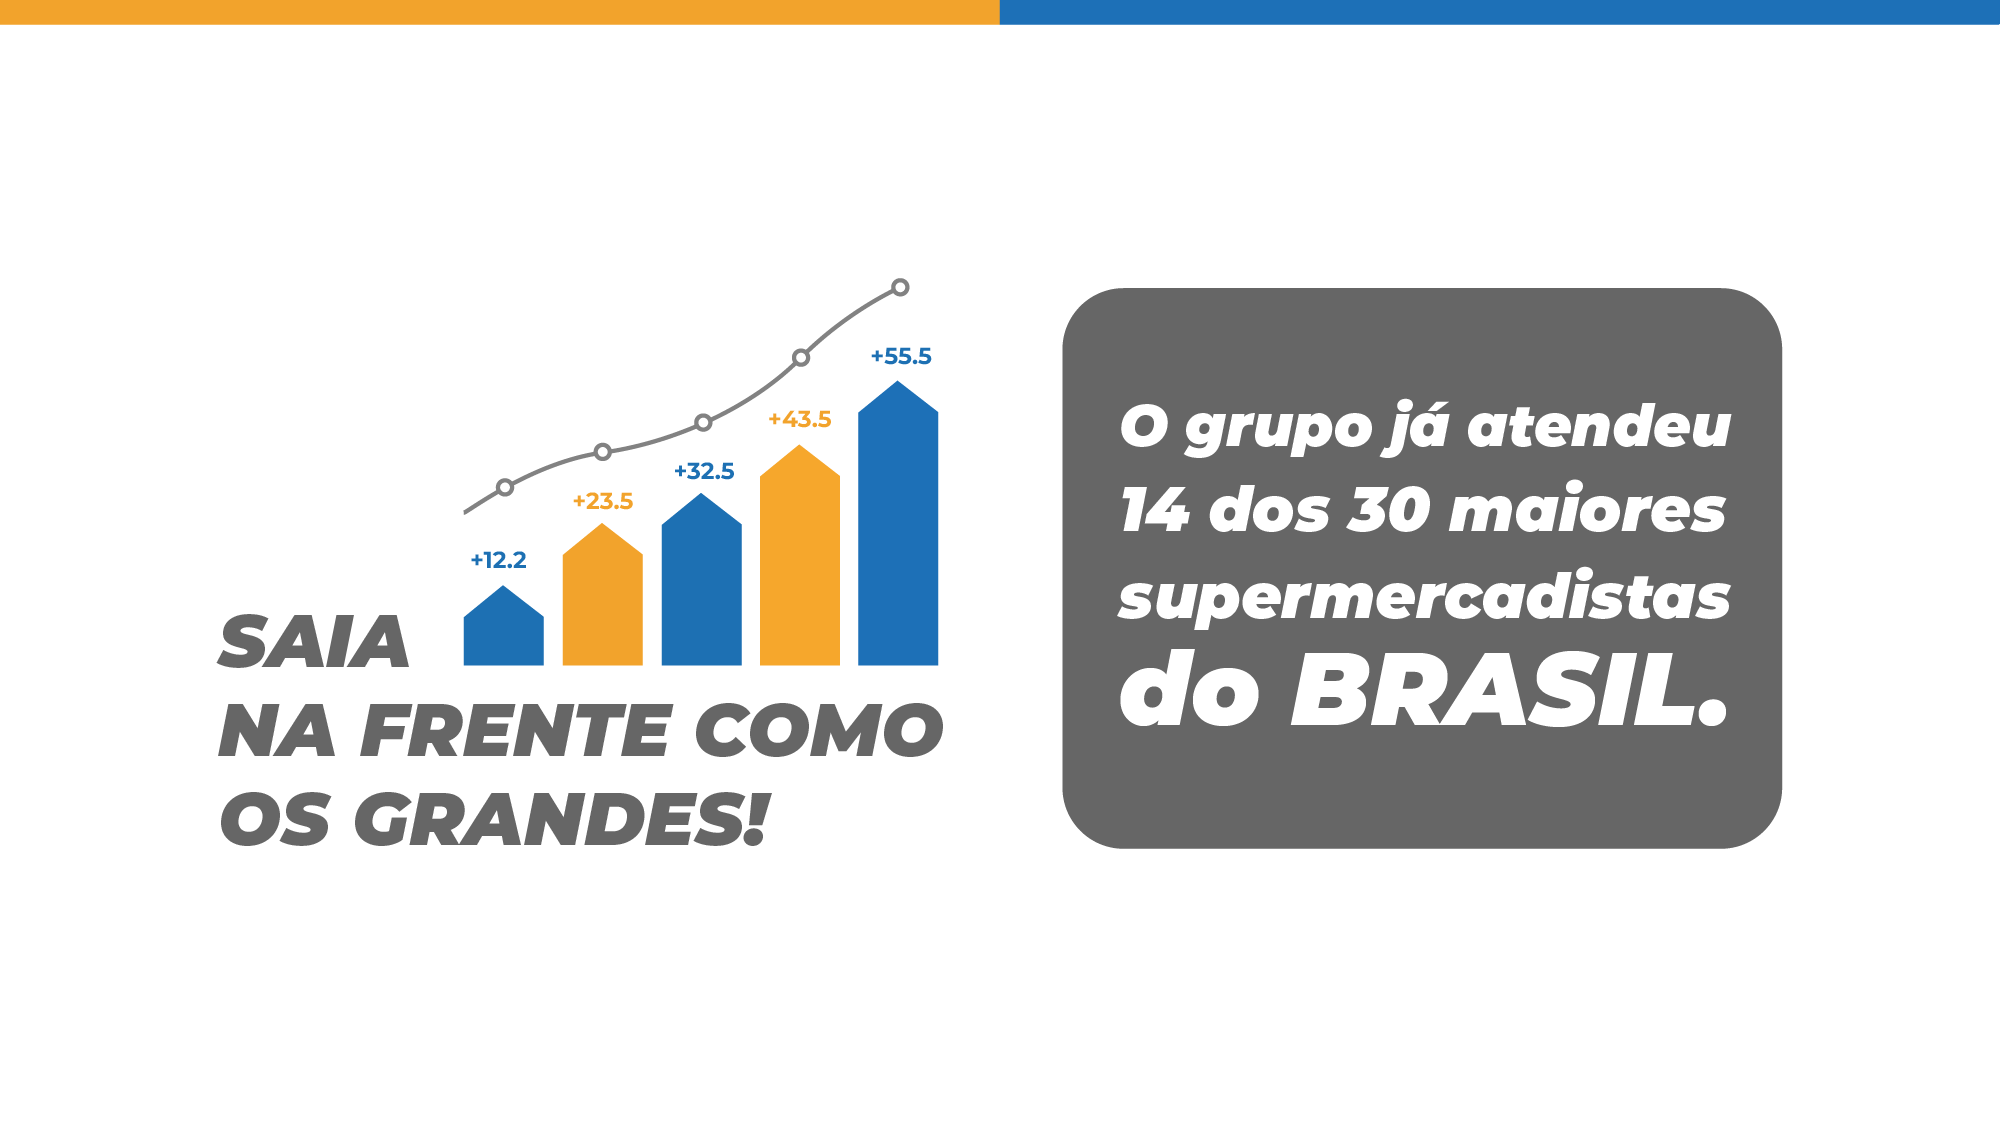 +55.5
+43.5
+32.5
+23.5
+12.2
SAIA
NA FRENTE COMO
OS GRANDES!
O grupo já atendeu
14 dos 30 maiores
supermercadistas
do BRASIL.